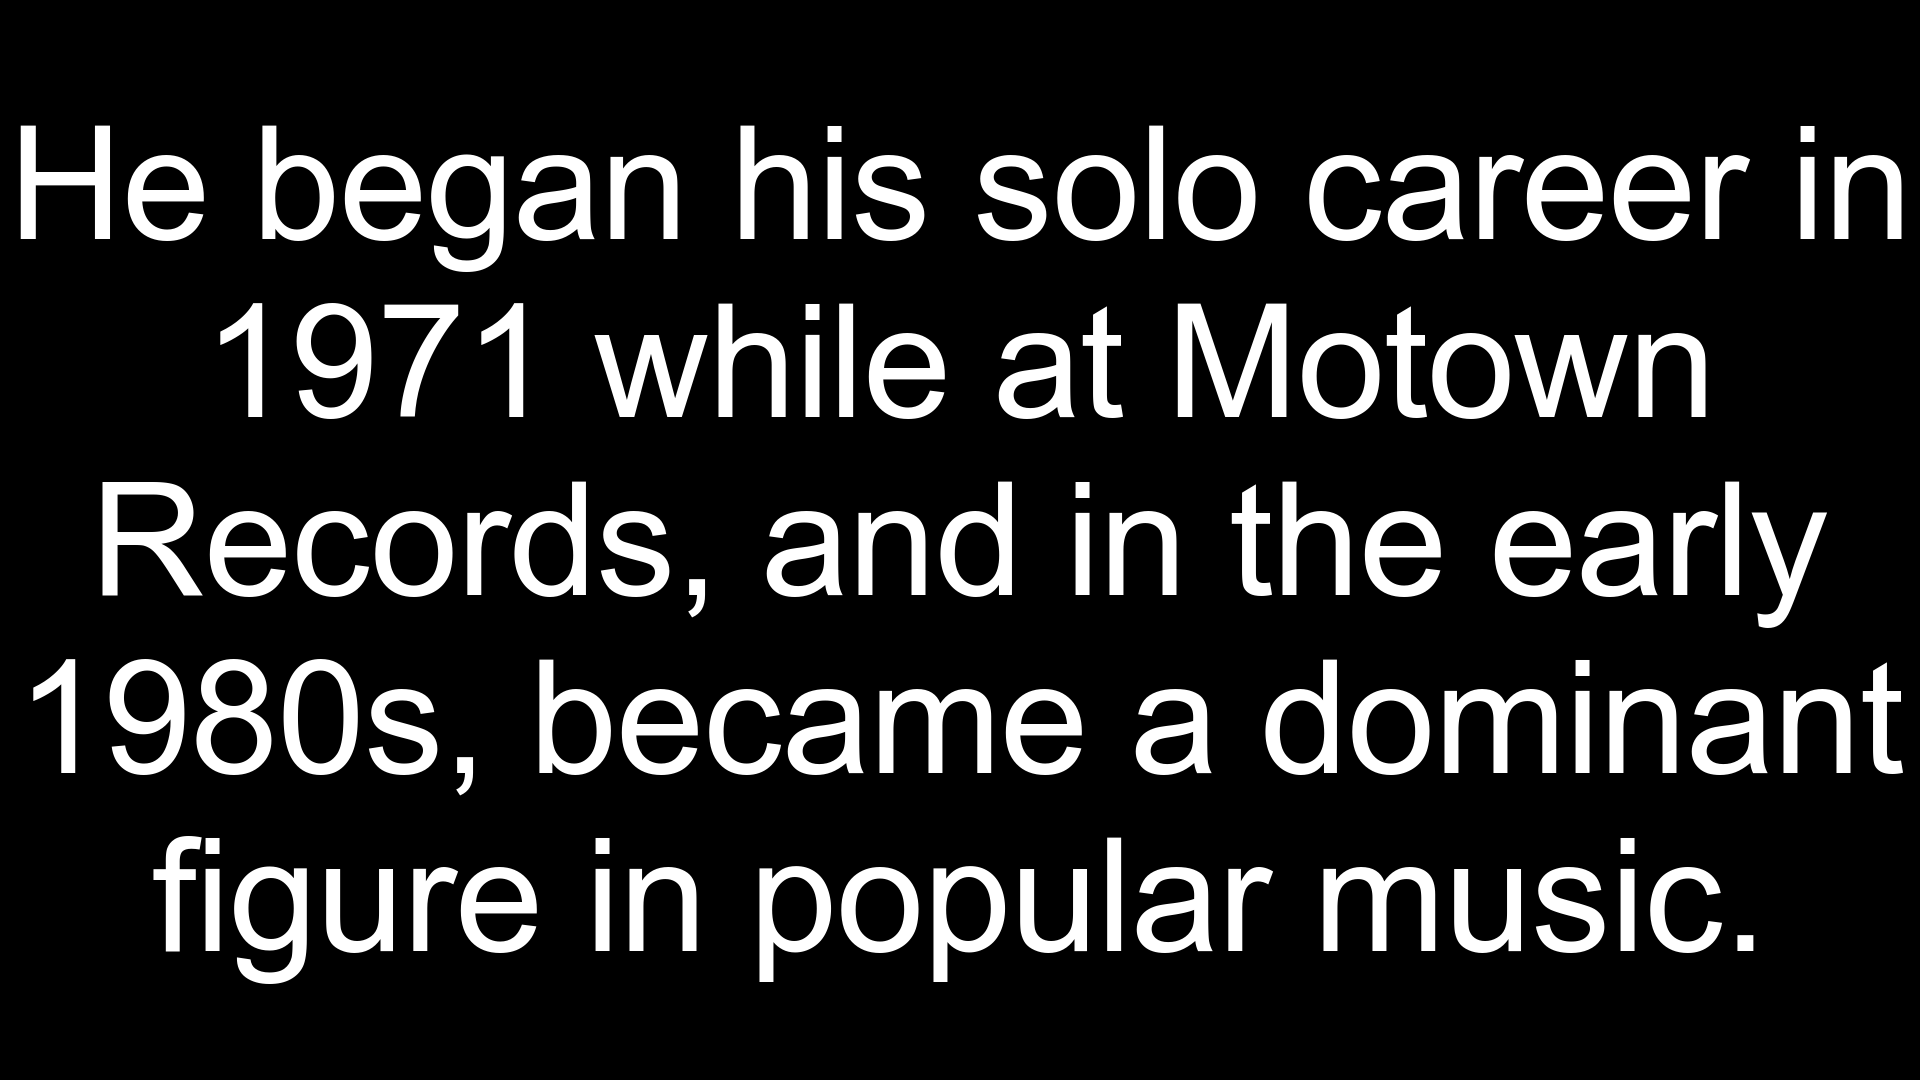 He began his solo career in
1971 while at Motown
Records, and in the early
1980s, became a dominant
figure in popular music.